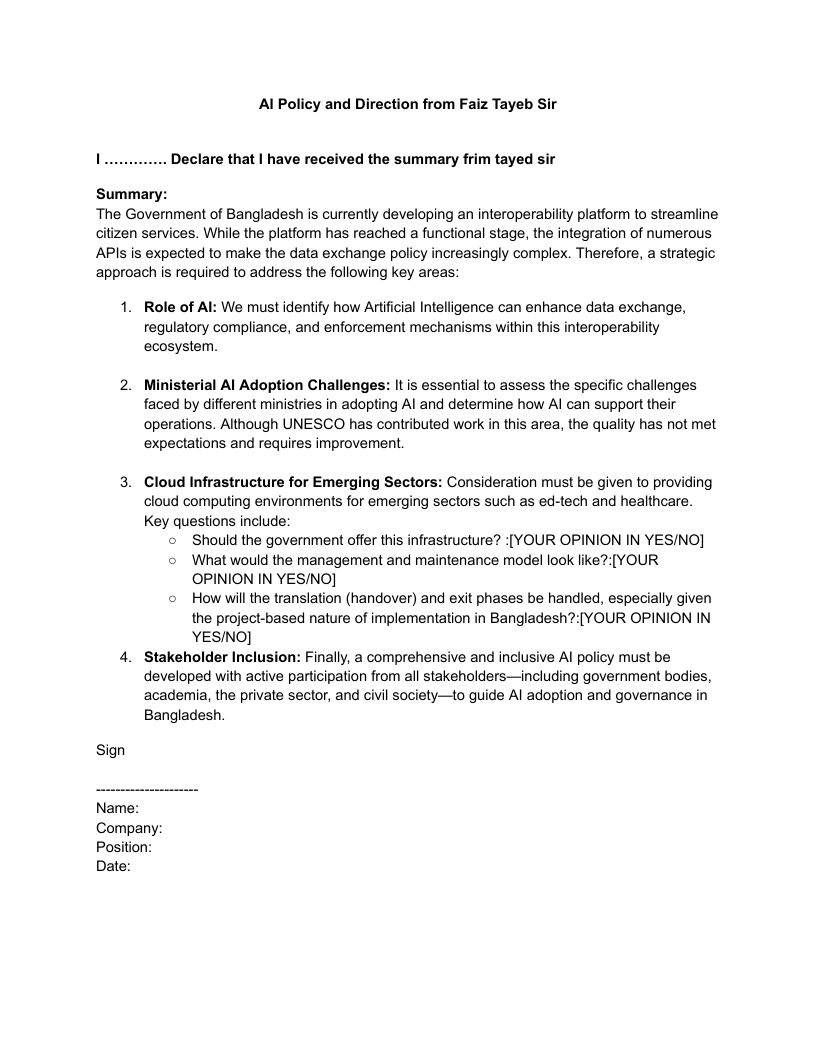 AI Policy and Direction from Faiz Tayeb Sir
I …………. Declare that I have received the summary frim tayed sir
Summary:
The Government of Bangladesh is currently developing an interoperability platform to streamline
citizen services. While the platform has reached a functional stage, the integration of numerous
APIs is expected to make the data exchange policy increasingly complex. Therefore, a strategic
approach is required to address the following key areas:
1. Role of AI: We must identify how Artificial Intelligence can enhance data exchange,
regulatory compliance, and enforcement mechanisms within this interoperability
ecosystem.
2. Ministerial AI Adoption Challenges: It is essential to assess the specific challenges
faced by different ministries in adopting AI and determine how AI can support their
operations. Although UNESCO has contributed work in this area, the quality has not met
expectations and requires improvement.
3. Cloud Infrastructure for Emerging Sectors: Consideration must be given to providing
cloud computing environments for emerging sectors such as ed-tech and healthcare.
Key questions include:
○ Should the government offer this infrastructure? :[YOUR OPINION IN YES/NO]
○ What would the management and maintenance model look like?:[YOUR
OPINION IN YES/NO]
○ How will the translation (handover) and exit phases be handled, especially given
the project-based nature of implementation in Bangladesh?:[YOUR OPINION IN
YES/NO]
4. Stakeholder Inclusion: Finally, a comprehensive and inclusive AI policy must be
developed with active participation from all stakeholders—including government bodies,
academia, the private sector, and civil society—to guide AI adoption and governance in
Bangladesh.
Sign
---------------------
Name:
Company:
Position:
Date: